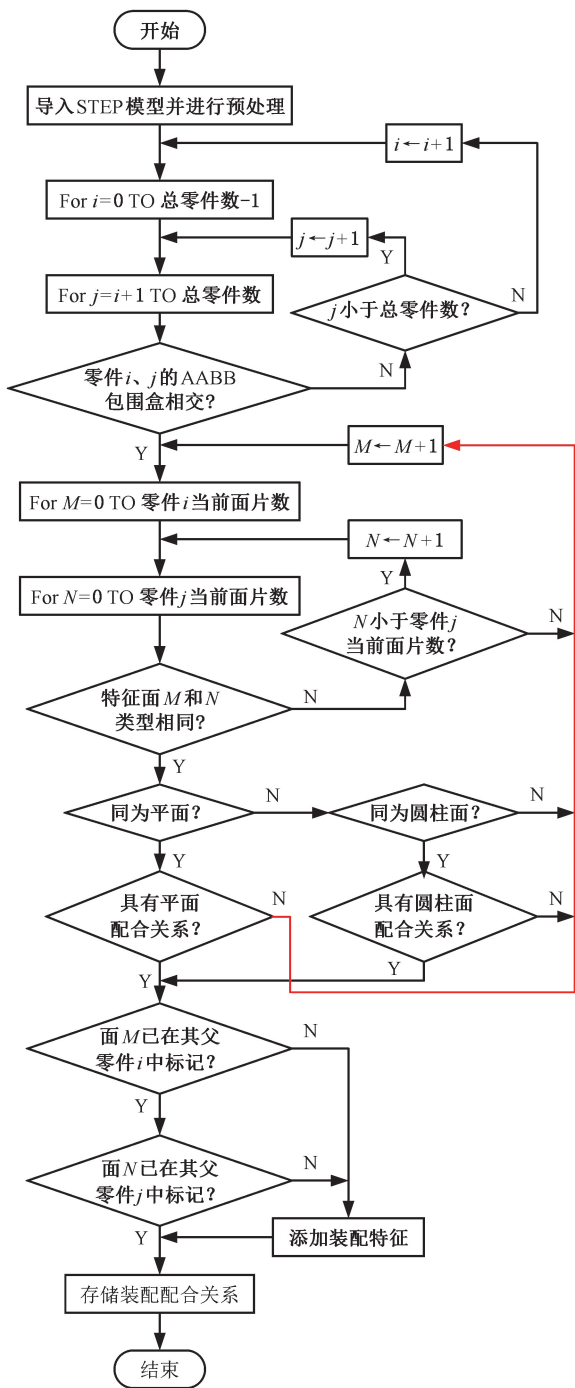 开始
导入STEP模型并进行预处理
i←i+1
For i=0 TO 总零件数-1
j←j+1
Y
For j=i+1 TO 总零件数
j小于总零件数?
N
零件i、j的AABB
包围盒相交?
N
Y
M←M+1
For M=0 TO 零件i当前面片数
N←N+1
Y
For N=0 TO 零件j当前面片数
N小于零件j
当前面片数?
N
特征面M和N
类型相同?
N
Y
同为平面?
N
同为圆柱面?
N
Y
Y
具有平面
配合关系?
N
具有圆柱面
配合关系?
N
Y
Y
面M已在其父
零件i中标记?
N
Y
面N已在其父
零件j中标记?
N
Y
添加装配特征
存储装配配合关系
结束